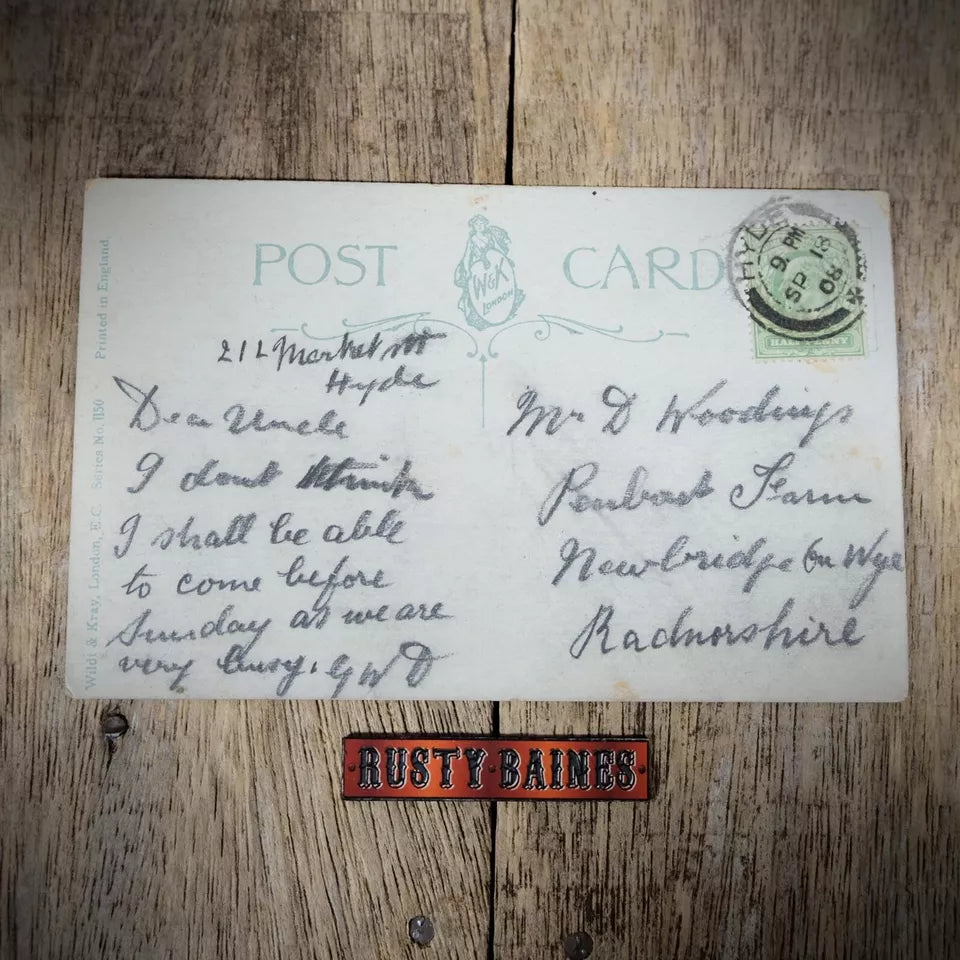 POST CARD
W&K
LONDON
HYDE
9 PM
SP 18
08
HALFPENNY
Printed in England.
Wildt & Kray, London, E.C. Series No. 1150
212 Market St
Hyde
Dear Uncle
I dont think
I shall be able
to come before
Sunday as we are
very busy. GWD
Mr D Woodings
Farm
Newbridge On Wye
Radnorshire
RUSTY BAINES